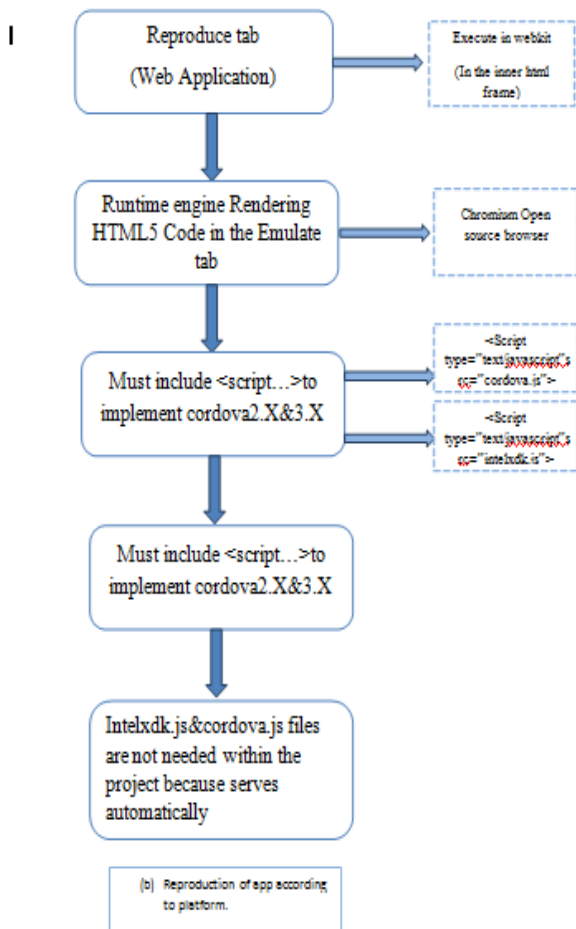 I
Reproduce tab
(Web Application)
Execute in webkit
(In the inner html
frame)
Runtime engine Rendering
HTML5 Code in the Emulate
tab
Chromium Open
source browser
Must include <script...>to
implement cordova2.X&3.X
<Script
type="text/javascript"s
rc="cordova.js">-
<Script
type="text/javascript"s
rc="intelxdk.js">-
Must include <script...>to
implement cordova2.X&3.X
Intelxdk.js&cordova.js files
are not needed within the
project because serves
automatically
(b) Reproduction of app according
to platform.